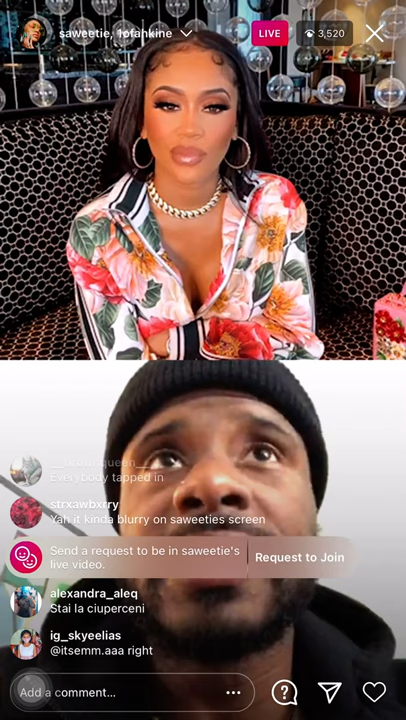 saweetie, 1ofahkine
LIVE
3,520
Everybody tapped in
strxawbxrry
Yah it kinda blurry on saweeties screen
Send a request to be in saweetie's
live video.
Request to Join
alexandra_aleq
Stai la ciuperceni
ig_skyeelias
@itsemm.aaa right
Add a comment...